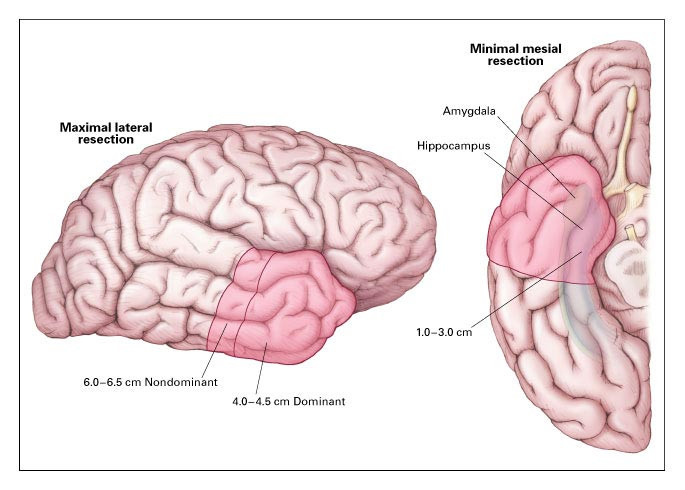 Maximal lateral
resection
Minimal mesial
resection
Amygdala
Hippocampus
1.0–3.0 cm
6.0–6.5 cm Nondominant
4.0–4.5 cm Dominant